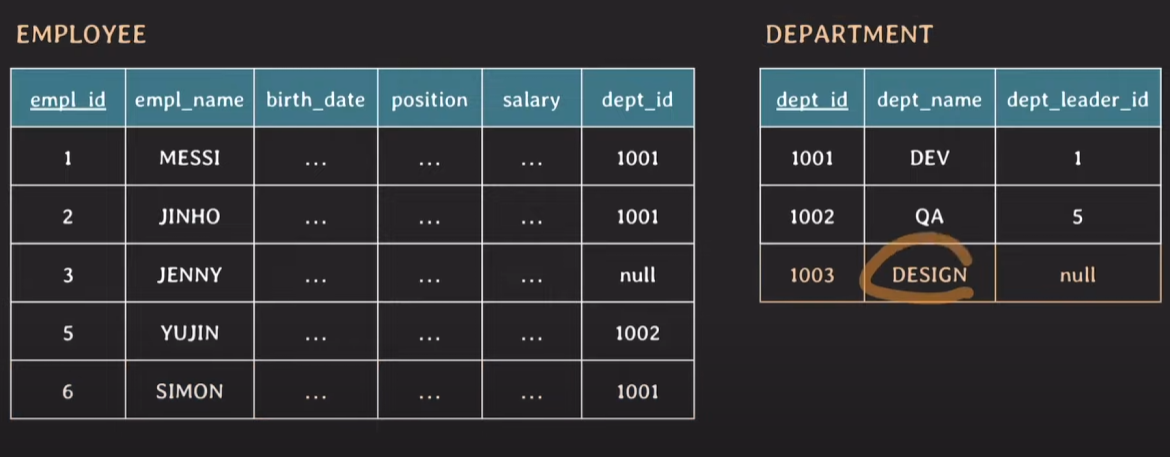 EMPLOYEE
empl_id empl_name birth_date position salary dept_id
1 MESSI ... ... ... 1001
2 JINHO ... ... ... 1001
3 JENNY ... ... ... null
5 YUJIN ... ... ... 1002
6 SIMON ... ... ... 1001
DEPARTMENT
dept_id dept_name dept_leader_id
1001 DEV 1
1002 QA 5
1003 DESIGN null